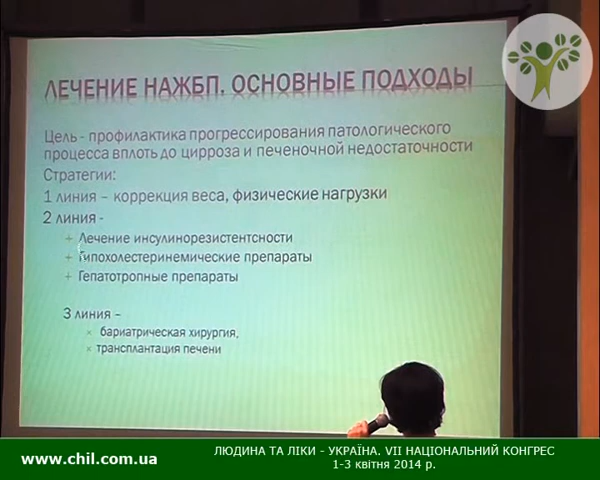 ЛЕЧЕНИЕ НАЖБП. ОСНОВНЫЕ ПОДХОДЫ
Цель - профилактика прогрессирования патологического
процесса вплоть до цирроза и печеночной недостаточности
Стратегии:
1 линия – коррекция веса, физические нагрузки
2 линия -
+ Лечение инсулинорезистентсности
+ Гипохолестеринемические препараты
+ Гепатотропные препараты
3 линия –
× бариатрическая хирургия,
× трансплантация печени
www.chil.com.ua
ЛЮДИНА ТА ЛІКИ - УКРАЇНА. VII НАЦІОНАЛЬНИЙ КОНГРЕС
1-3 квітня 2014 р.